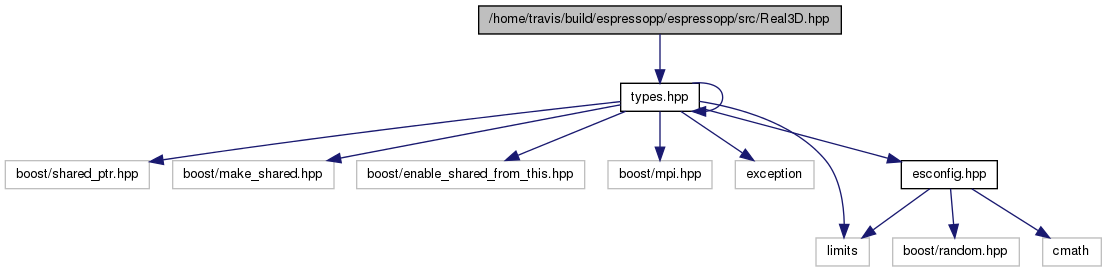 /home/travis/build/espressopp/espressopp/src/Real3D.hpp
types.hpp
boost/shared_ptr.hpp
boost/make_shared.hpp
boost/enable_shared_from_this.hpp
boost/mpi.hpp
exception
esconfig.hpp
limits
boost/random.hpp
cmath